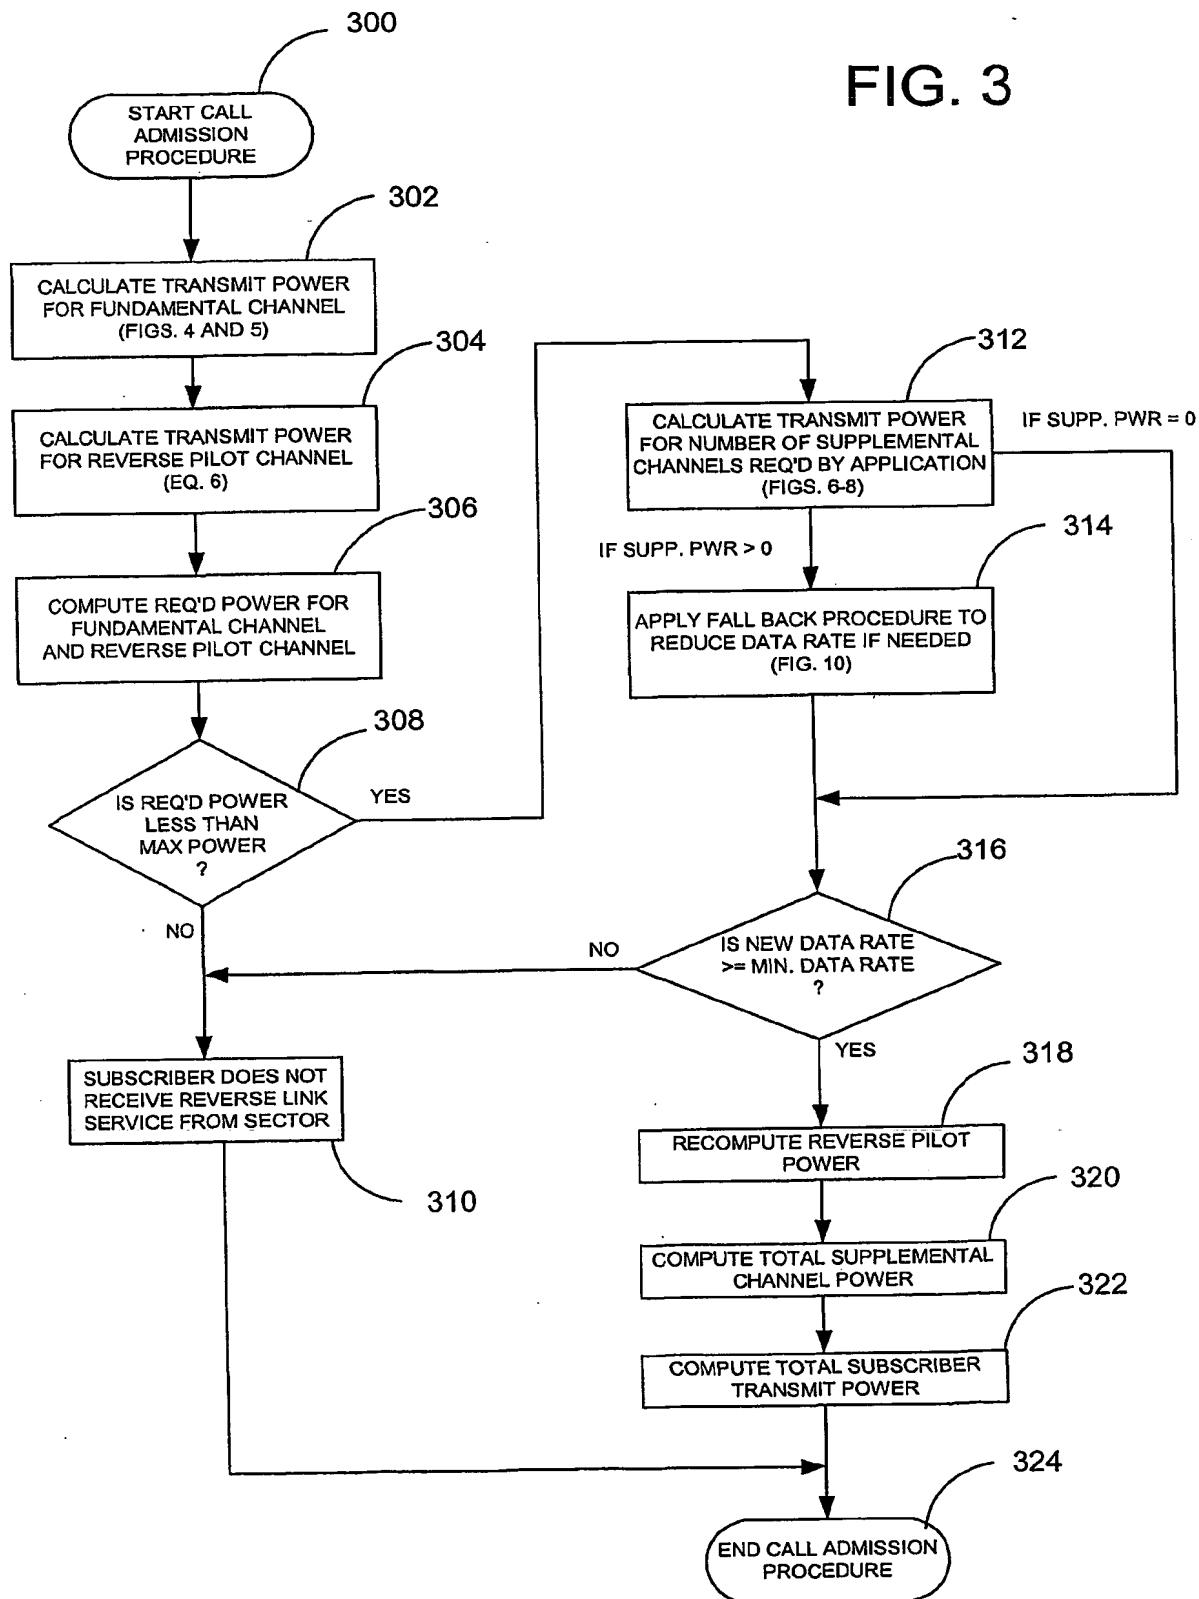 FIG. 3
300
START CALL
ADMISSION
PROCEDURE
302
CALCULATE TRANSMIT POWER
FOR FUNDAMENTAL CHANNEL
(FIGS. 4 AND 5)
304
CALCULATE TRANSMIT POWER
FOR REVERSE PILOT CHANNEL
(EQ. 6)
306
COMPUTE REQ'D POWER FOR
FUNDAMENTAL CHANNEL
AND REVERSE PILOT CHANNEL
308
IS REQ'D POWER
LESS THAN
MAX POWER
?
YES
NO
SUBSCRIBER DOES NOT
RECEIVE REVERSE LINK
SERVICE FROM SECTOR
310
312
CALCULATE TRANSMIT POWER
FOR NUMBER OF SUPPLEMENTAL
CHANNELS REQ'D BY APPLICATION
(FIGS. 6-8)
IF SUPP. PWR = 0
IF SUPP. PWR > 0
314
APPLY FALL BACK PROCEDURE TO
REDUCE DATA RATE IF NEEDED
(FIG. 10)
316
IS NEW DATA RATE
>= MIN. DATA RATE
?
NO
YES
318
RECOMPUTE REVERSE PILOT
POWER
320
COMPUTE TOTAL SUPPLEMENTAL
CHANNEL POWER
322
COMPUTE TOTAL SUBSCRIBER
TRANSMIT POWER
324
END CALL ADMISSION
PROCEDURE